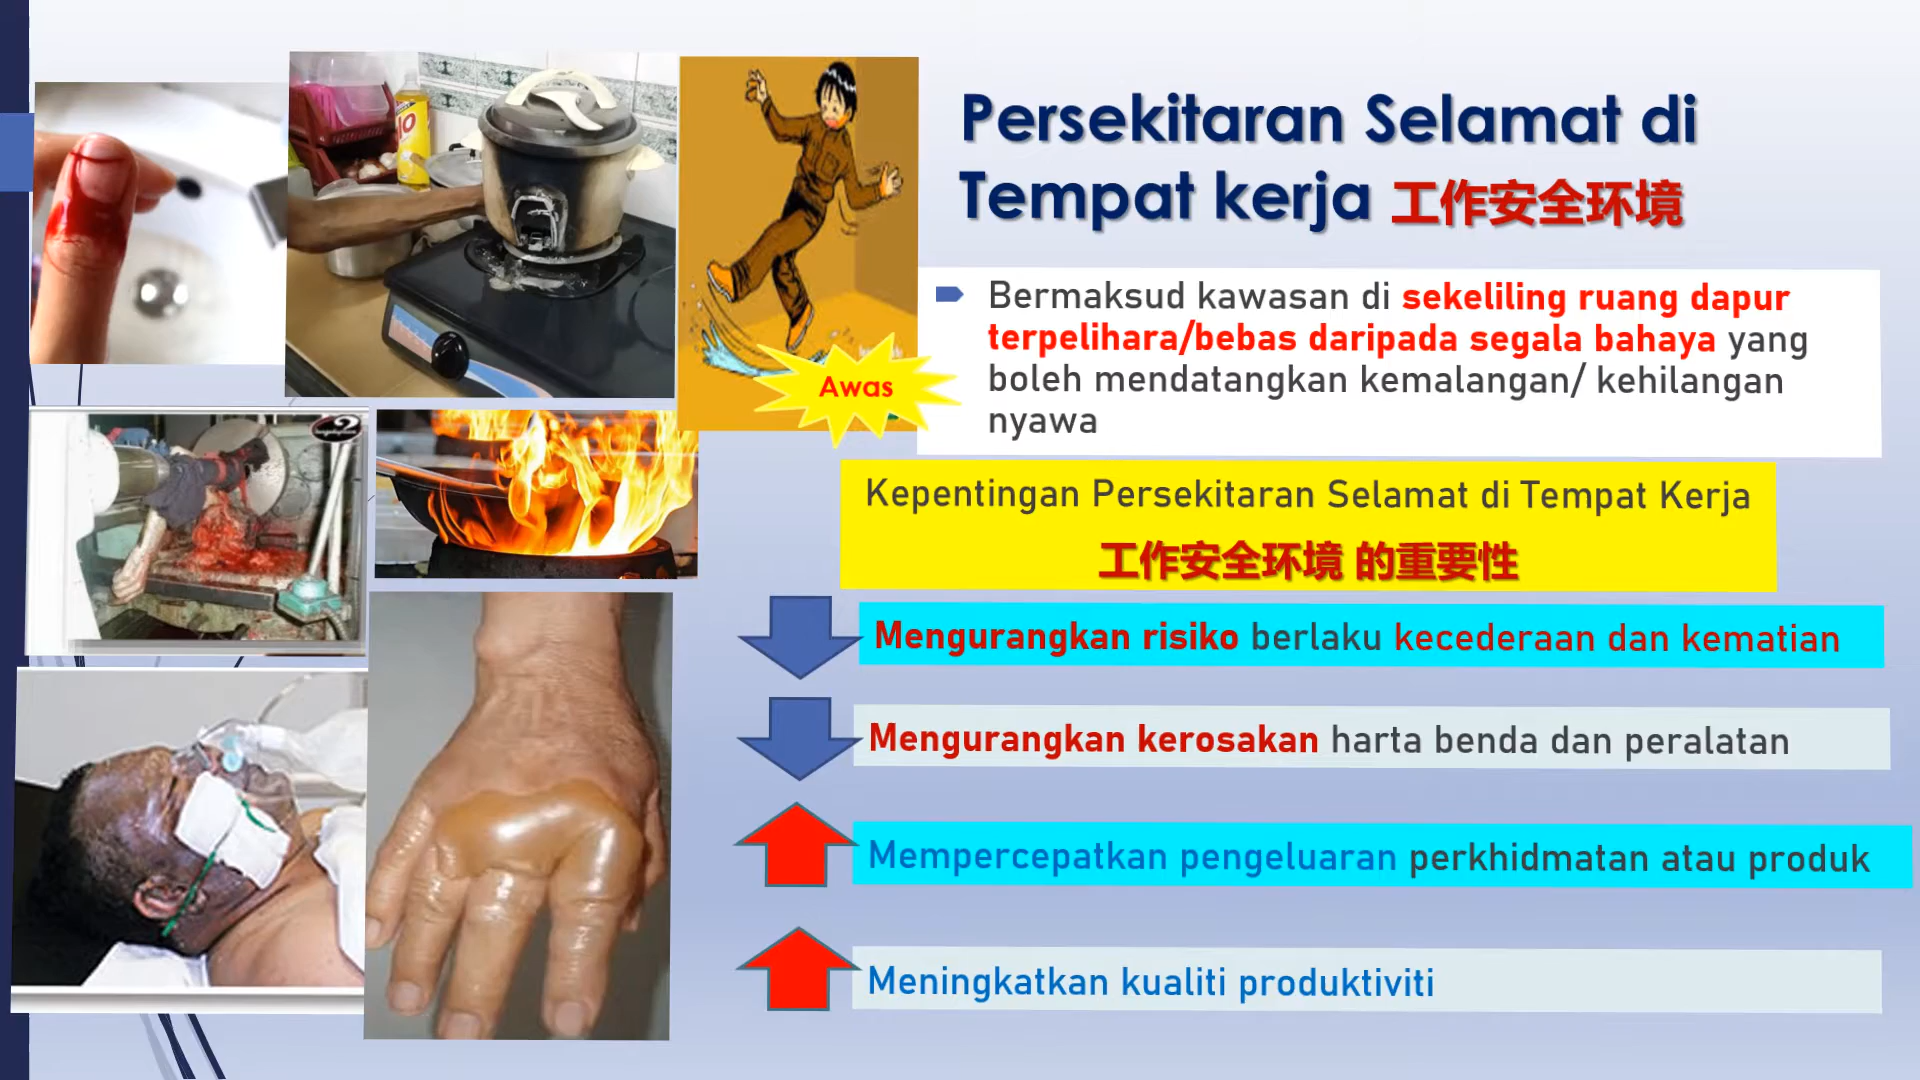 Persekitaran Selamat di
Tempat kerja 工作安全环境
Bermaksud kawasan di sekeliling ruang dapur
terpelihara/bebas daripada segala bahaya yang
boleh mendatangkan kemalangan/ kehilangan
nyawa
Awas
Kepentingan Persekitaran Selamat di Tempat Kerja
工作安全环境 的重要性
Mengurangkan risiko berlaku kecederaan dan kematian
Mengurangkan kerosakan harta benda dan peralatan
Mempercepatkan pengeluaran perkhidmatan atau produk
Meningkatkan kualiti produktiviti